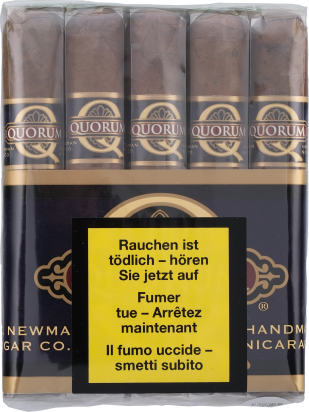 QUORUM QUORUM QUORUM QUORUM QUORUM
Rauchen ist
tödlich – hören
Sie jetzt auf
Fumer
tue – Arrêtez
maintenant
Il fumo uccide –
smetti subito
®
.NEWMA HANDM
GAR CO. NICARA